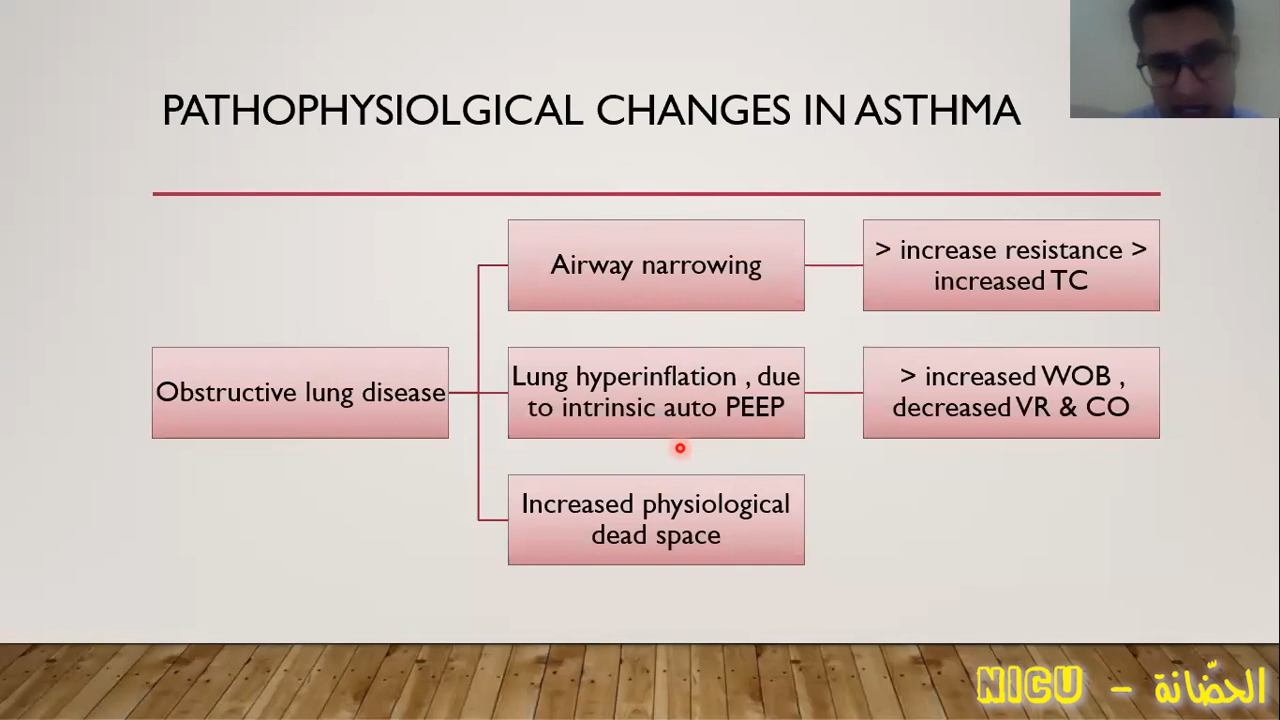 PATHOPHYSIOLGICAL CHANGES IN ASTHMA
Obstructive lung disease
Airway narrowing
> increase resistance >
increased TC
Lung hyperinflation , due
to intrinsic auto PEEP
> increased WOB ,
decreased VR & CO
Increased physiological
dead space
NICU - الحضّانة